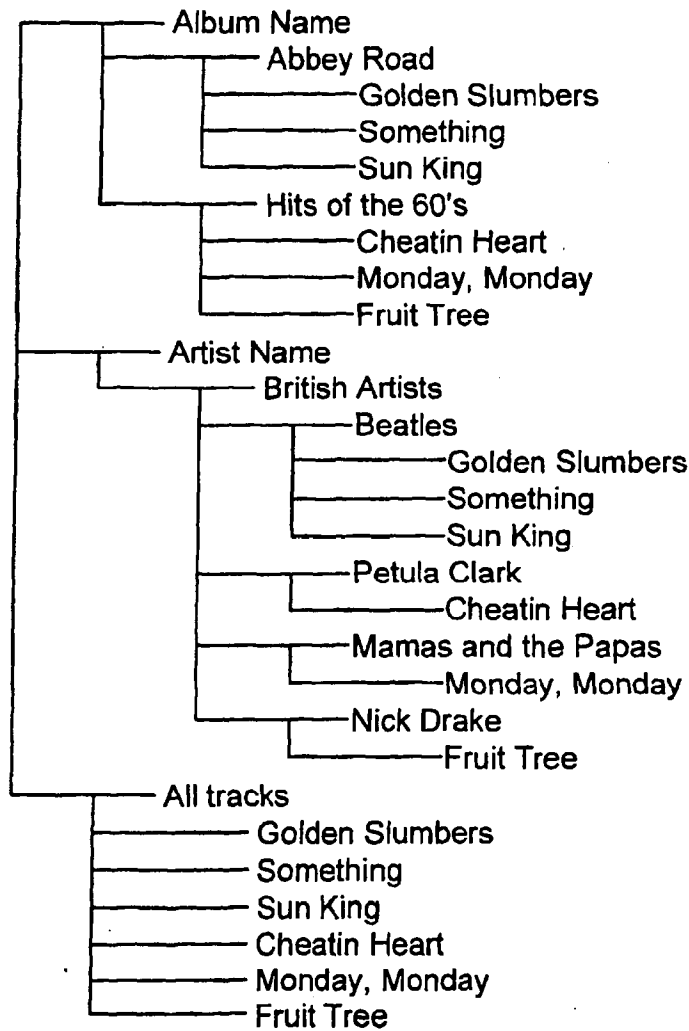 Album Name
Abbey Road
Golden Slumbers
Something
Sun King
Hits of the 60's
Cheatin Heart
Monday, Monday
Fruit Tree
Artist Name
British Artists
Beatles
Golden Slumbers
Something
Sun King
Petula Clark
Cheatin Heart
Mamas and the Papas
Monday, Monday
Nick Drake
Fruit Tree
All tracks
Golden Slumbers
Something
Sun King
Cheatin Heart
Monday, Monday
Fruit Tree